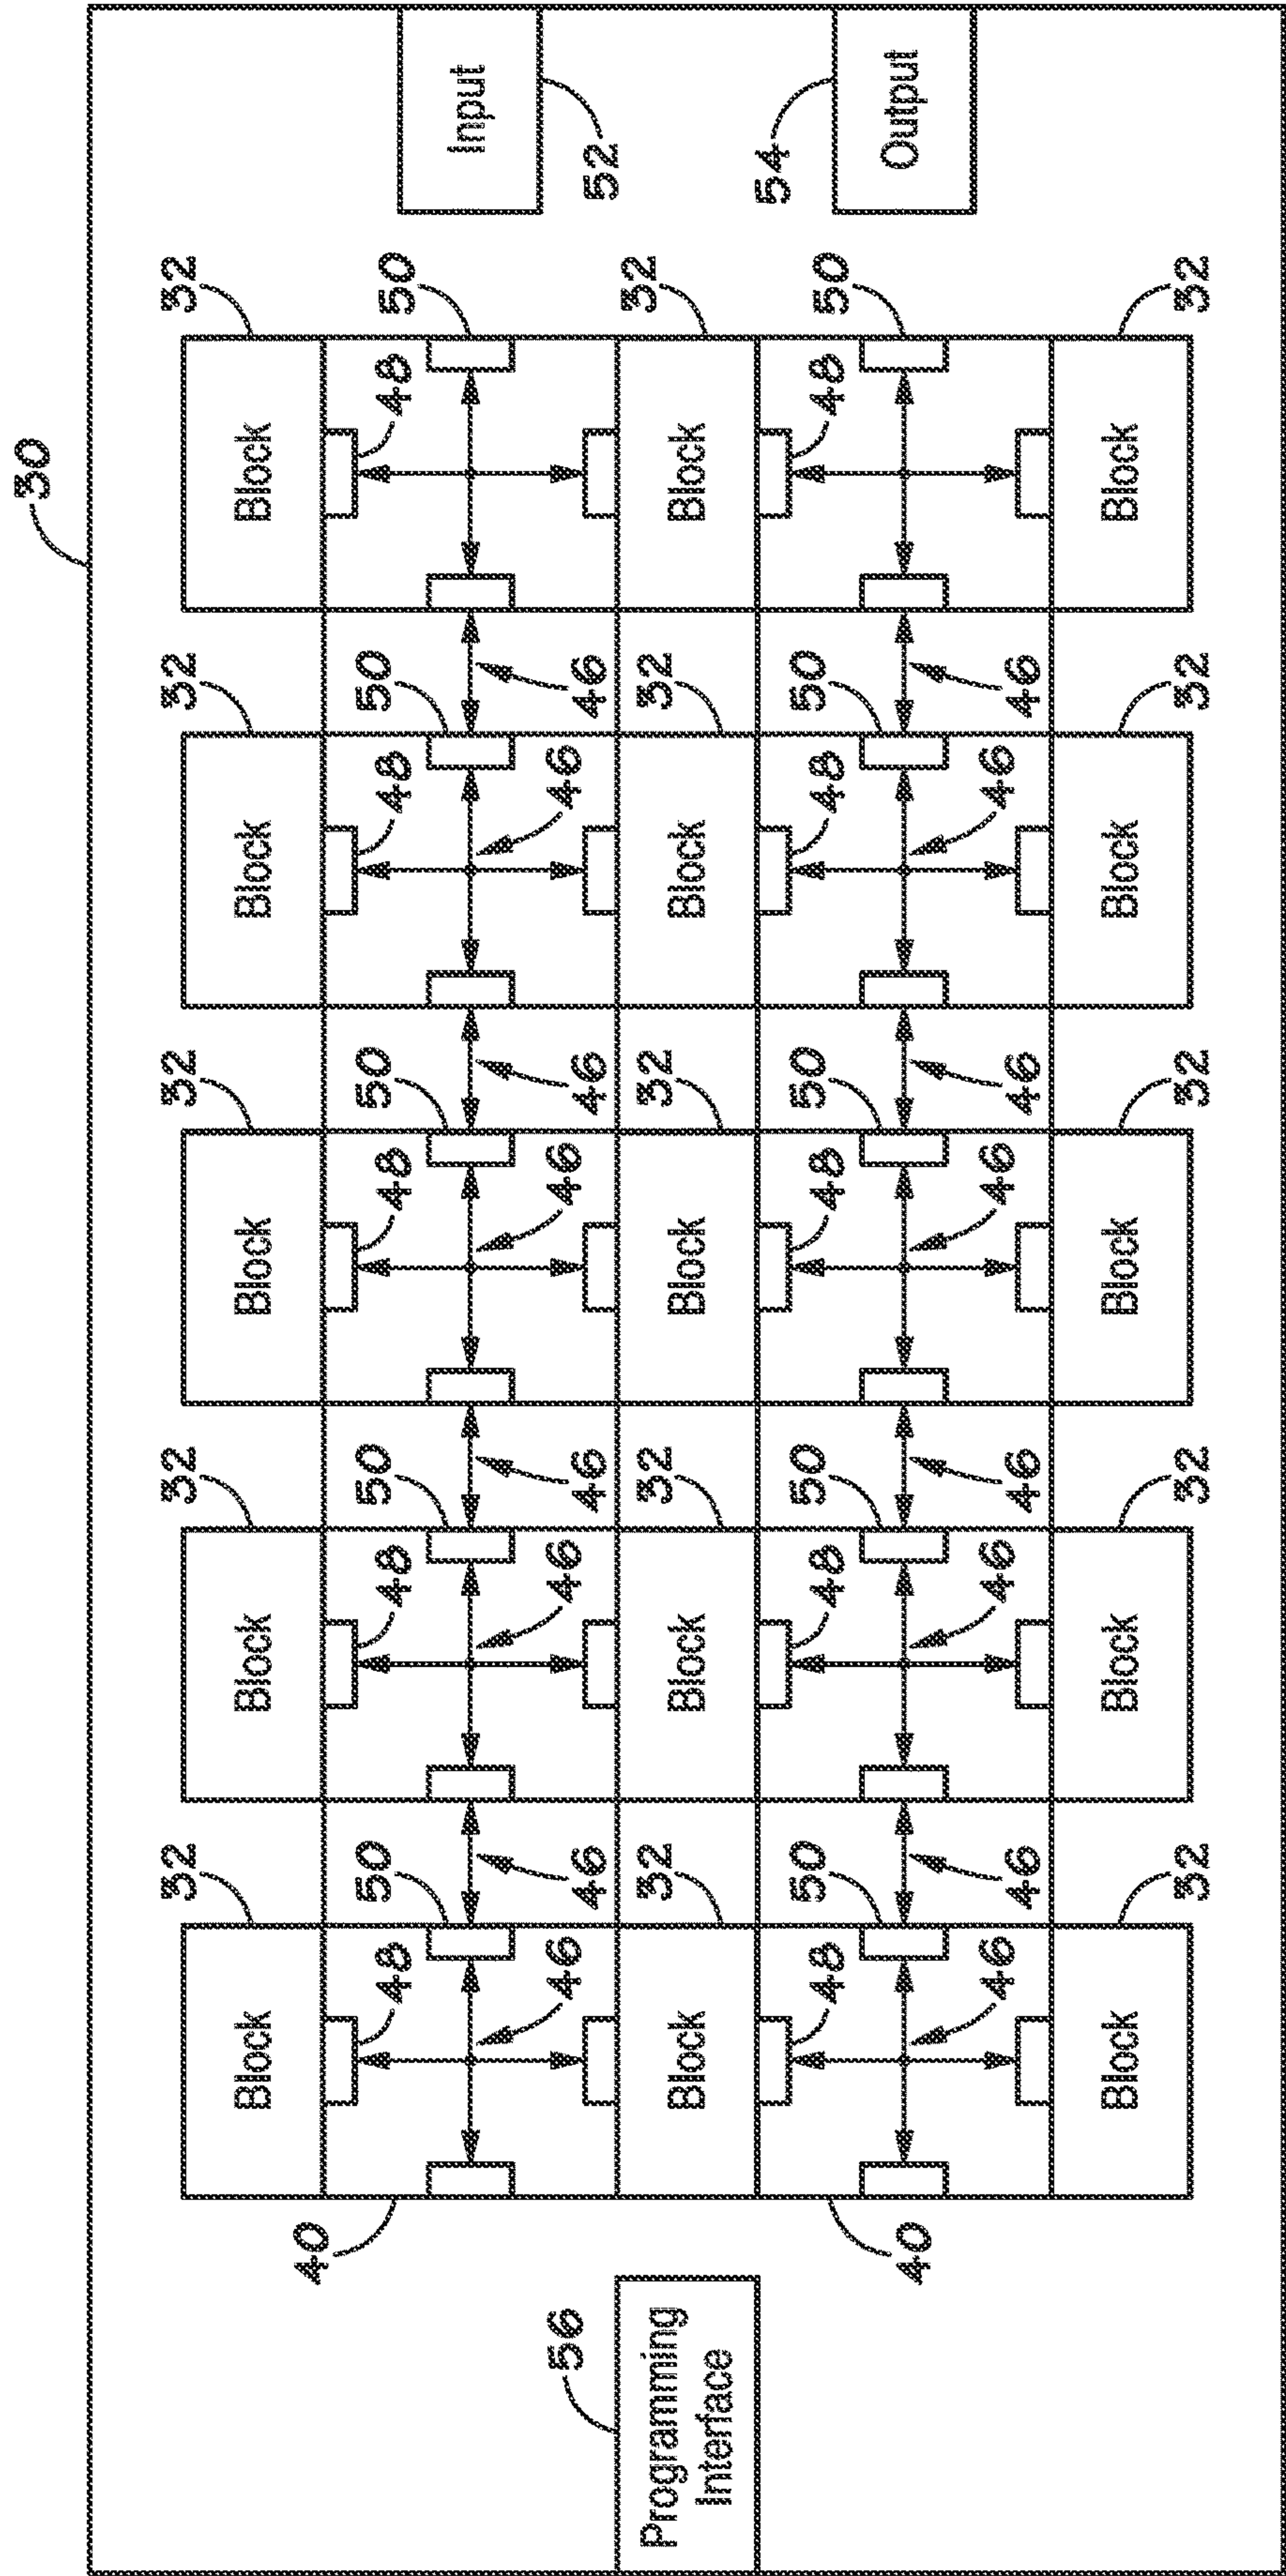 30
32 32 32 32 32
Block Block Block Block Block
40
48 50 48 50 48 50 48 50 48 50
Input
56
46 46 46 46 46 46 46 46
52
32 32 32 32 32
Programming
Block Block Block Block Block
Interface
54
48 50 48 50 48 50 48 50 48 50
Output
40
46 46 46 46 46 46 46 46
Block Block Block Block Block
32 32 32 32 32